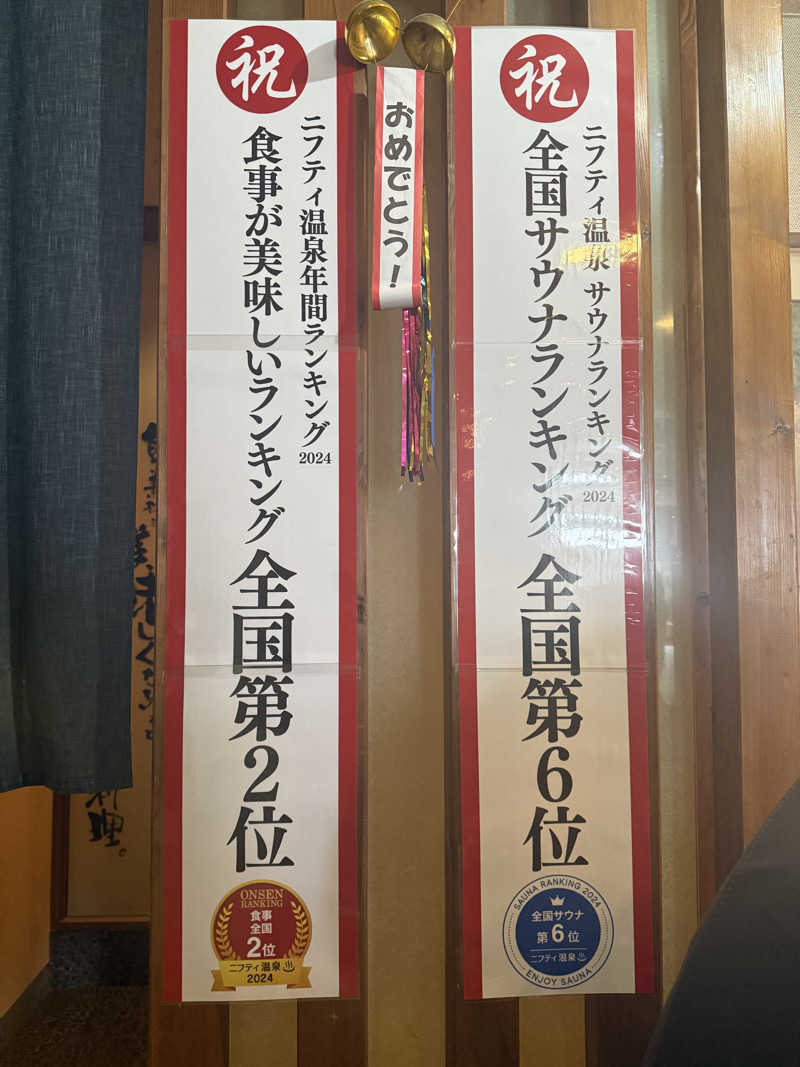 祝
ニフティ温泉年間ランキング2024
食事が美味しいランキング 全国第2位
ONSEN
RANKING
食事
全国
2位
ニフティ温泉
2024
おめでとう!
祝
ニフティ温泉 サウナランキング2024
全国サウナランキング 全国第6位
SAUNA RANKING 2024
全国サウナ
第6位
ニフティ温泉
ENJOY SAUNA
理。